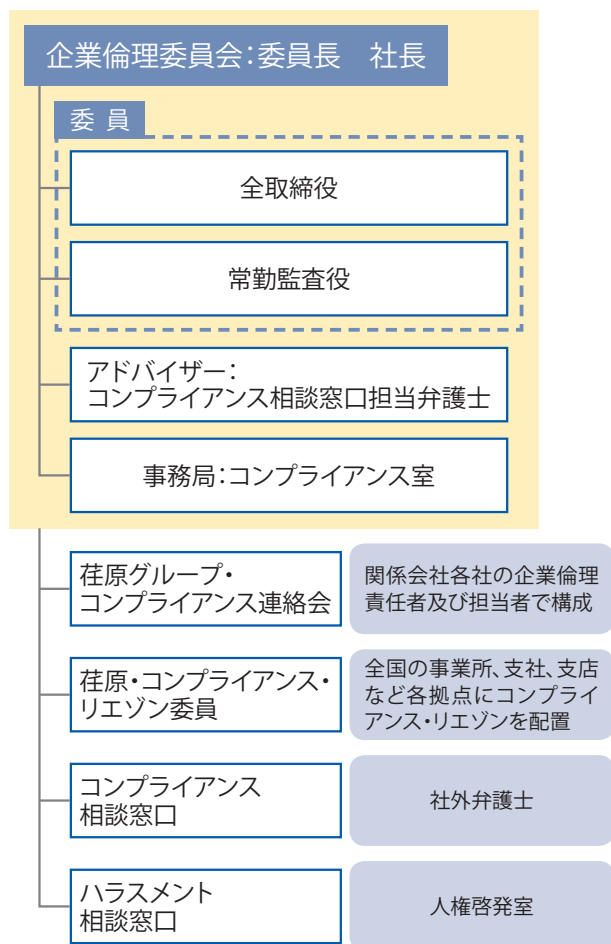 企業倫理委員会：委員長　社長
委 員
全取締役
常勤監査役
アドバイザー：
コンプライアンス相談窓口担当弁護士
事務局：コンプライアンス室
荏原グループ・
コンプライアンス連絡会
関係会社各社の企業倫理
責任者及び担当者で構成
荏原・コンプライアンス・
リエゾン委員
全国の事業所、支社、支店
など各拠点にコンプライ
アンス・リエゾンを配置
コンプライアンス
相談窓口
社外弁護士
ハラスメント
相談窓口
人権啓発室